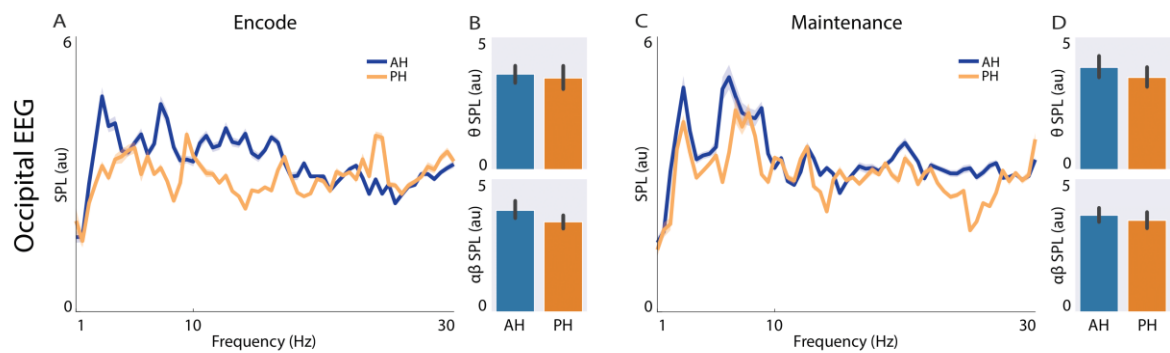 A
Encode
B
C
Maintenance
D
Occipital EEG
6
SPL (au)
0
AH
PH
1
10
30
Frequency (Hz)
5
θ SPL (au)
0
5
αβ SPL (au)
0
AH PH
6
SPL (au)
0
AH
PH
1
10
30
Frequency (Hz)
5
θ SPL (au)
0
5
αβ SPL (au)
0
AH PH